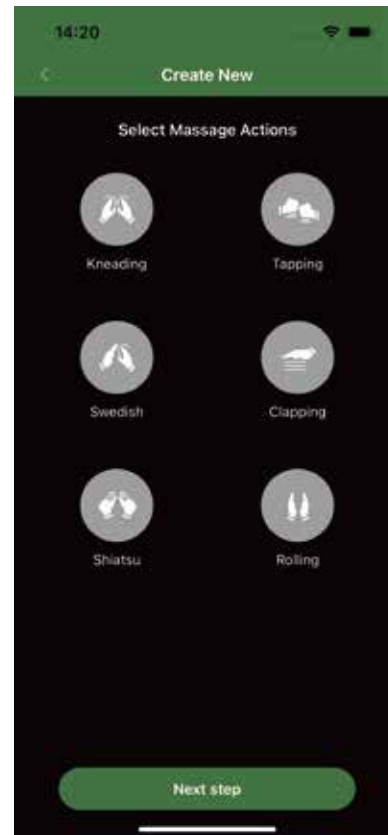 14:20
Create New
Select Massage Actions
Kneading Tapping
Swedish Clapping
Shiatsu Rolling
Next step